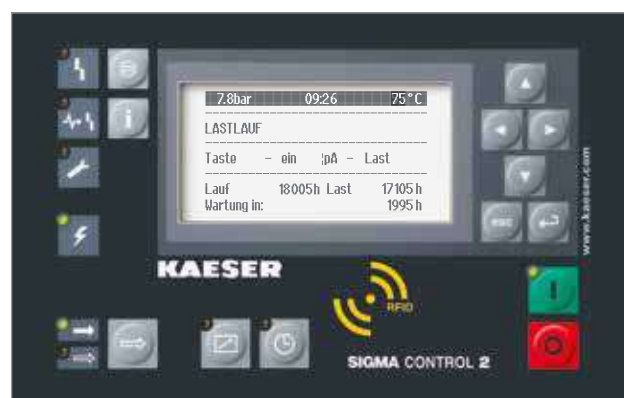 7.8bar 09:26 75°C
LASTLAUF
Taste - ein ¦pA - Last
Lauf 18005h Last 17105 h
Wartung in: 1995 h
esc
www.kaeser.com
KAESER
RFID
SIGMA CONTROL 2